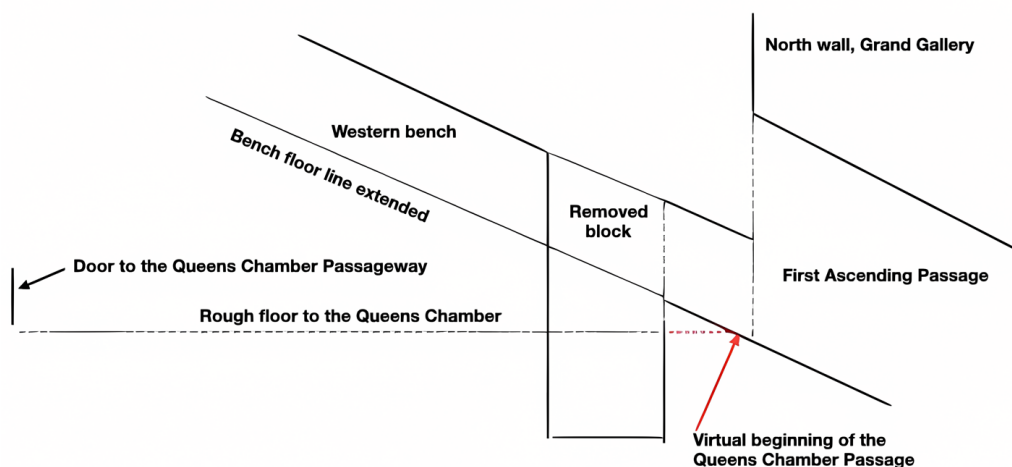 North wall, Grand Gallery
Western bench
Bench floor line extended
Removed
block
Door to the Queens Chamber Passageway
First Ascending Passage
Rough floor to the Queens Chamber
Virtual beginning of the
Queens Chamber Passage